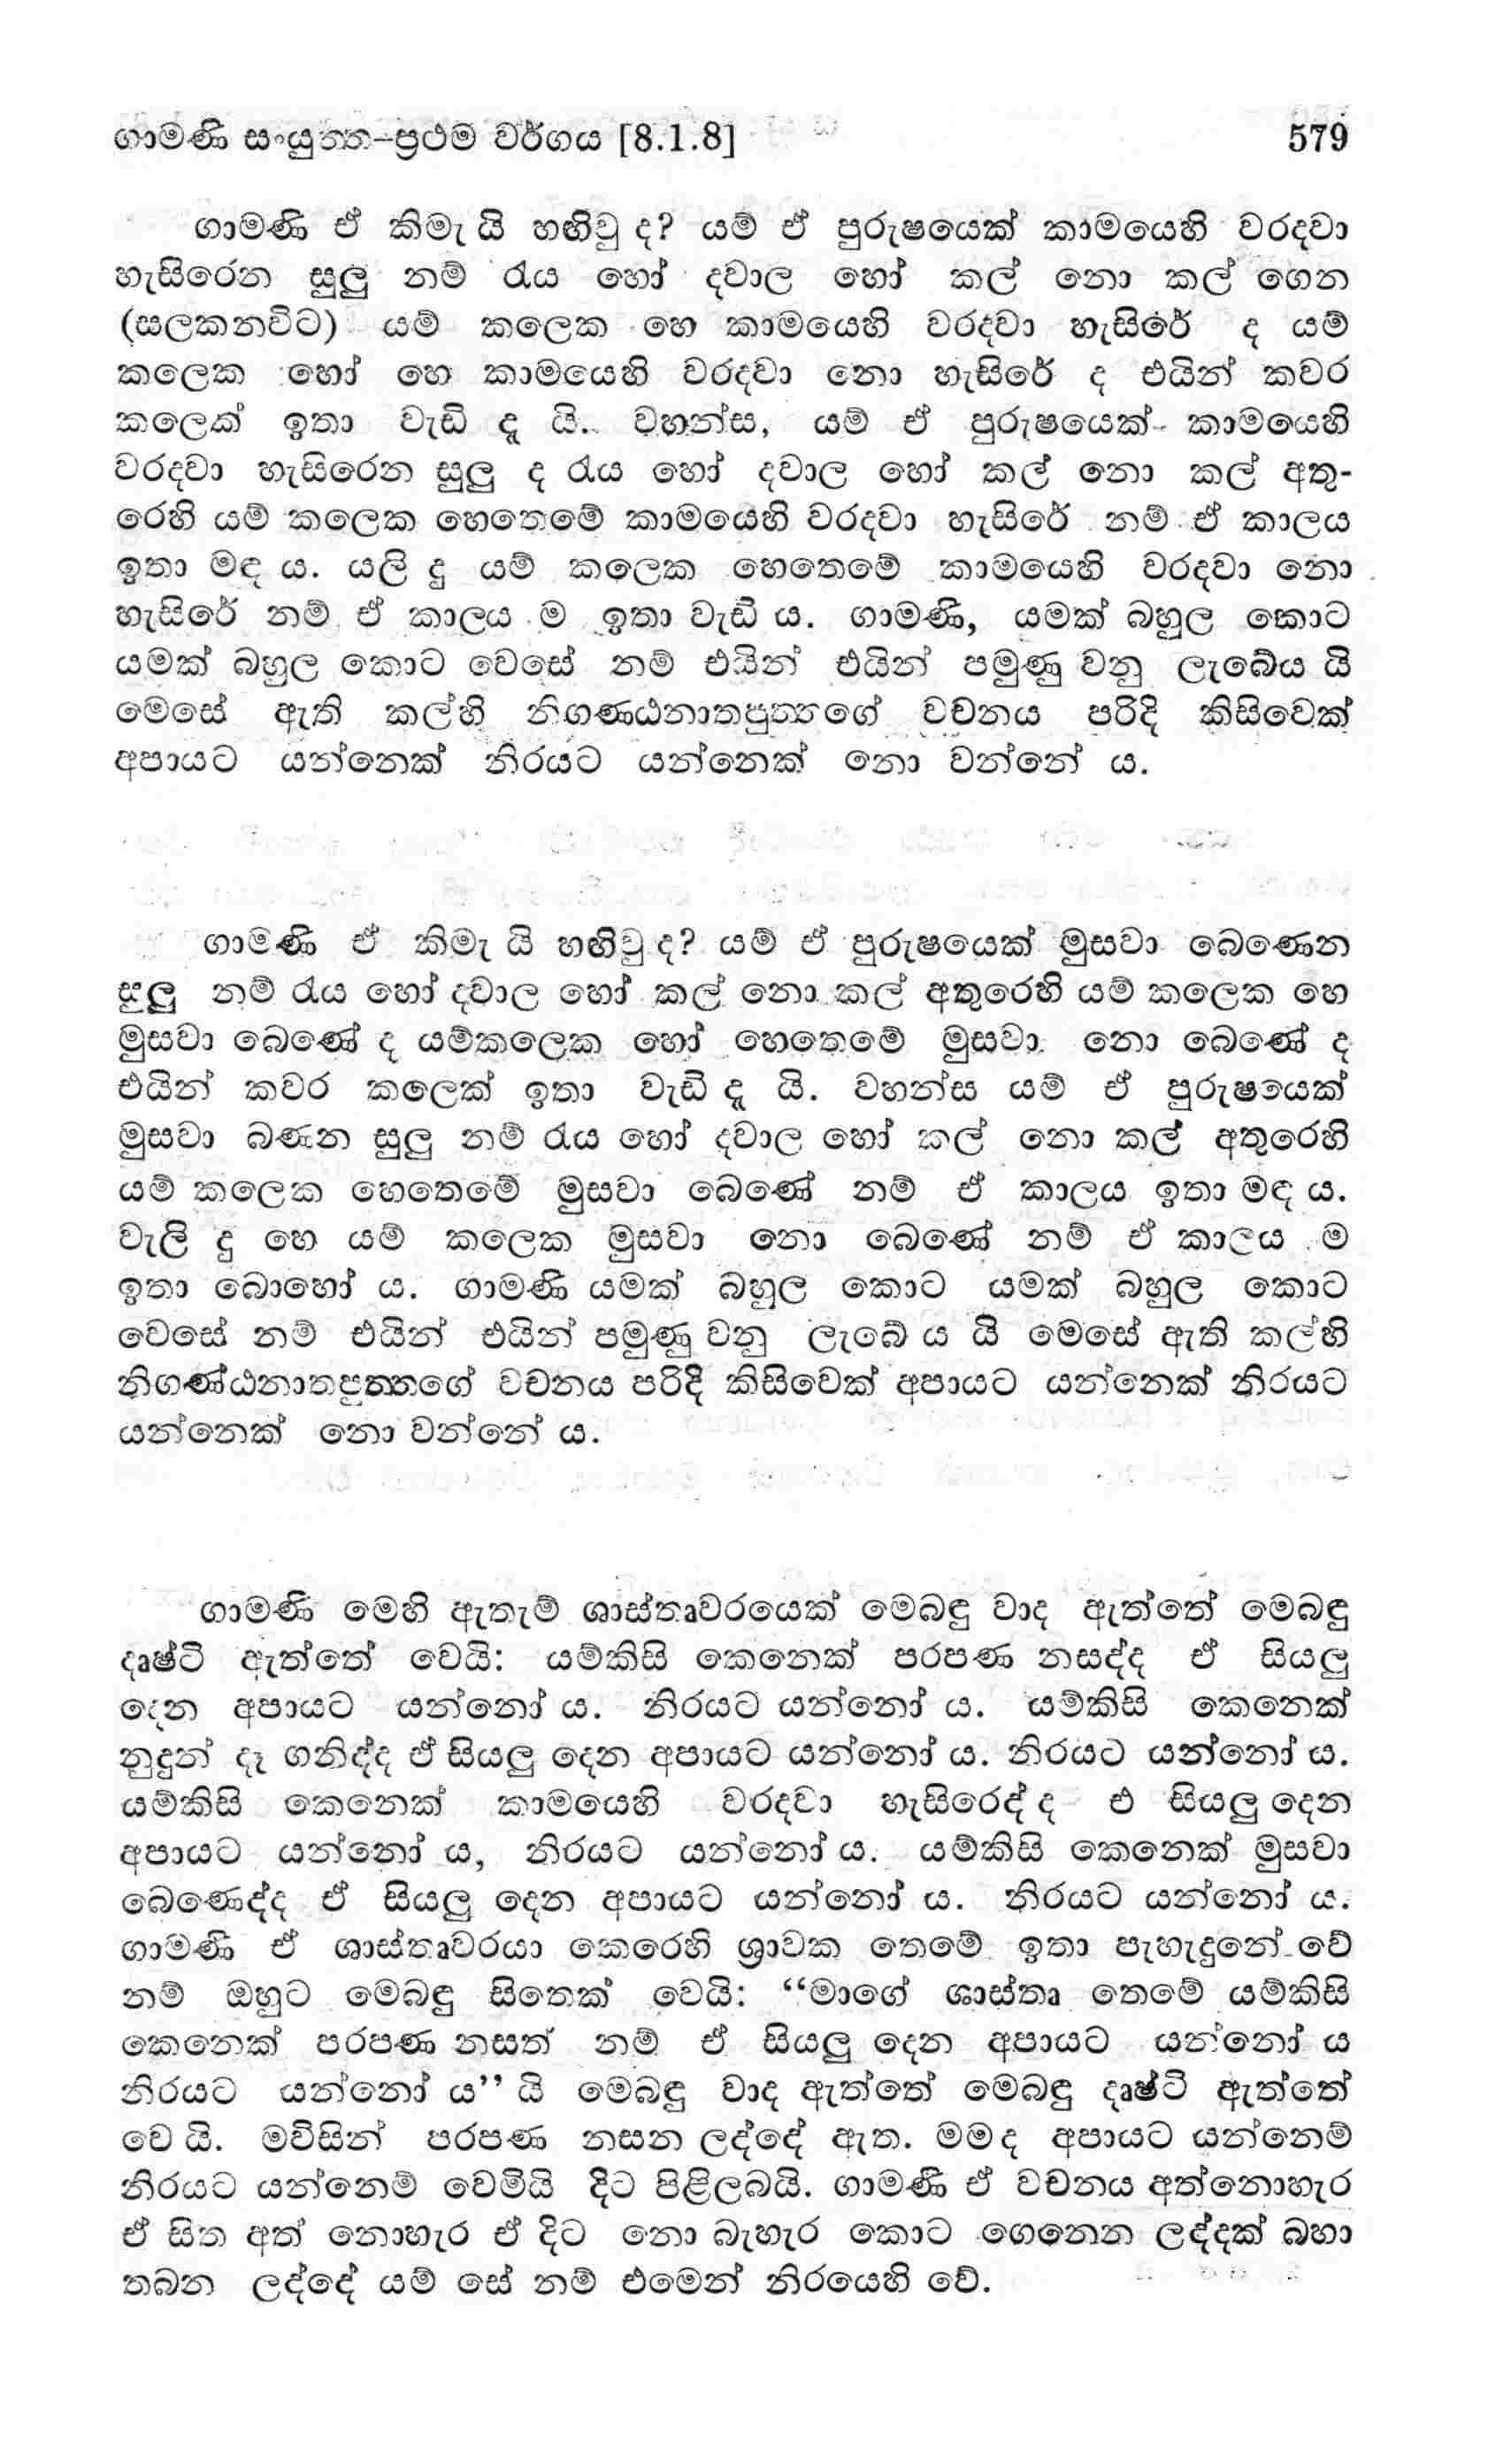 ගාමණි සංයුත්ත–ප්‍රථම වර්ගය [8.1.8] 579
ගාමණි ඒ කිමැ යි හඟිවු ද? යම් ඒ පුරුෂයෙක් කාමයෙහි වරදවා
හැසිරෙන සුලු නම් රැය හෝ දවාල හෝ කල් නො කල් ගෙන
(සලකනවිට) යම් කලෙක හෙ කාමයෙහි වරදවා හැසිරේ ද යම්
කලෙක හෝ හෙ කාමයෙහි වරදවා නො හැසිරේ ද එයින් කවර
කලෙක් ඉතා වැඩි දැ යි. වහන්ස, යම් ඒ පුරුෂයෙක් කාමයෙහි
වරදවා හැසිරෙන සුලු ද රැය හෝ දවාල හෝ කල් නො කල් අතු-
රෙහි යම් කලෙක හෙතෙමේ කාමයෙහි වරදවා හැසිරේ නම් ඒ කාලය
ඉතා මඳ ය. යලි දු යම් කලෙක හෙතෙමේ කාමයෙහි වරදවා නො
හැසිරේ නම් ඒ කාලය ම ඉතා වැඩි ය. ගාමණි, යමක් බහුල කොට
යමක් බහුල කොට වෙසේ නම් එයින් එයින් පමුණු වනු ලැබේය යි
මෙසේ ඇති කල්හි නිගණ්ඨනාතපුත්තගේ වචනය පරිදි කිසිවෙක්
අපායට යන්නෙක් නිරයට යන්නෙක් නො වන්නේ ය.
ගාමණි ඒ කිමැ යි හඟිවු ද? යම් ඒ පුරුෂයෙක් මුසවා බෙණෙන
සුලු නම් රැය හෝ දවාල හෝ කල් නො කල් අතුරෙහි යම් කලෙක හෙ
මුසවා බෙණේ ද යම්කලෙක හෝ හෙතෙමේ මුසවා නො බෙණේ ද
එයින් කවර කලෙක් ඉතා වැඩි දැ යි. වහන්ස යම් ඒ පුරුෂයෙක්
මුසවා බණන සුලු නම් රැය හෝ දවාල හෝ කල් නො කල් අතුරෙහි
යම් කලෙක හෙතෙමේ මුසවා බෙණේ නම් ඒ කාලය ඉතා මඳ ය.
වැලි දු හෙ යම් කලෙක මුසවා නො බෙණේ නම් ඒ කාලය ම
ඉතා බොහෝ ය. ගාමණි යමක් බහුල කොට යමක් බහුල කොට
වෙසේ නම් එයින් එයින් පමුණු වනු ලැබේ ය යි මෙසේ ඇති කල්හි
නිගණ්ඨනාතපුත්තගේ වචනය පරිදි කිසිවෙක් අපායට යන්නෙක් නිරයට
යන්නෙක් නො වන්නේ ය.
ගාමණි මෙහි ඇතැම් ශාස්තෘවරයෙක් මෙබඳු වාද ඇත්තේ මෙබඳු
දෘෂ්ටි ඇත්තේ වෙයි: යම්කිසි කෙනෙක් පරපණ නසද්ද ඒ සියලු
දෙන අපායට යන්නෝ ය. නිරයට යන්නෝ ය. යම්කිසි කෙනෙක්
නුදුන් දෑ ගනිද්ද ඒ සියලු දෙන අපායට යන්නෝ ය. නිරයට යන්නෝ ය.
යම්කිසි කෙනෙක් කාමයෙහි වරදවා හැසිරෙද් ද එ සියලු දෙන
අපායට යන්නෝ ය, නිරයට යන්නෝ ය. යම්කිසි කෙනෙක් මුසවා
බෙණෙද්ද ඒ සියලු දෙන අපායට යන්නෝ ය. නිරයට යන්නෝ ය.
ගාමණි ඒ ශාස්තෘවරයා කෙරෙහි ශ්‍රාවක තෙමේ ඉතා පැහැදුනේ වේ
නම් ඔහුට මෙබඳු සිතෙක් වෙයි: “මාගේ ශාස්තෘ තෙමේ යම්කිසි
කෙනෙක් පරපණ නසත් නම් ඒ සියලු දෙන අපායට යන්නෝ ය
නිරයට යන්නෝ ය” යි මෙබඳු වාද ඇත්තේ මෙබඳු දෘෂ්ටි ඇත්තේ
වෙ යි. මවිසින් පරපණ නසන ලද්දේ ඇත. මම ද අපායට යන්නෙම්
නිරයට යන්නෙම් වෙමියි දිට පිළිලබයි. ගාමණි ඒ වචනය අත්නොහැර
ඒ සිත අත් නොහැර ඒ දිට නො බැහැර කොට ගෙනෙන ලද්දක් බහා
තබන ලද්දේ යම් සේ නම් එමෙන් නිරයෙහි වේ.